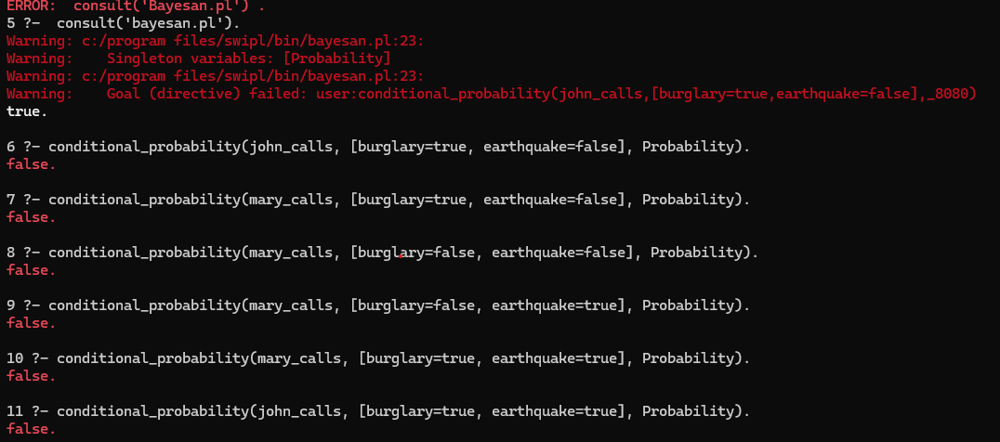 ERROR:  consult('Bayesan.pl') .
5 ?-  consult('bayesan.pl').
Warning: c:/program files/swipl/bin/bayesan.pl:23:
Warning:    Singleton variables: [Probability]
Warning: c:/program files/swipl/bin/bayesan.pl:23:
Warning:    Goal (directive) failed: user:conditional_probability(john_calls,[burglary=true,earthquake=false],_8080)
true.
6 ?- conditional_probability(john_calls, [burglary=true, earthquake=false], Probability).
false.
7 ?- conditional_probability(mary_calls, [burglary=true, earthquake=false], Probability).
false.
8 ?- conditional_probability(mary_calls, [burglary=false, earthquake=false], Probability).
false.
9 ?- conditional_probability(mary_calls, [burglary=false, earthquake=true], Probability).
false.
10 ?- conditional_probability(mary_calls, [burglary=true, earthquake=true], Probability).
false.
11 ?- conditional_probability(john_calls, [burglary=true, earthquake=true], Probability).
false.